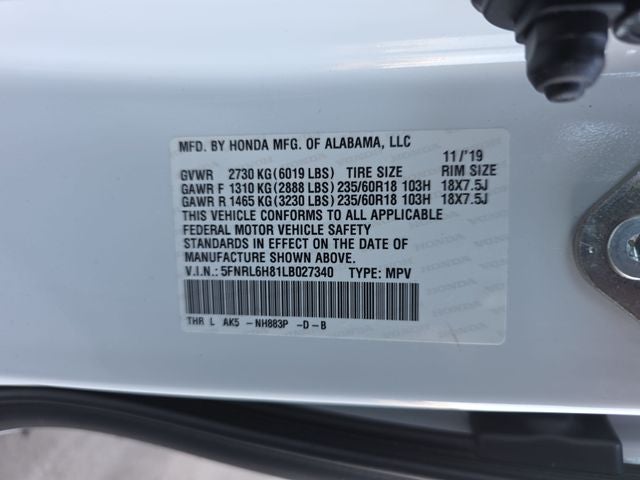 MFD. BY HONDA MFG. OF ALABAMA, LLC
11/'19
GVWR 2730 KG(6019 LBS) TIRE SIZE RIM SIZE
GAWR F 1310 KG(2888 LBS) 235/60R18 103H 18X7.5J
GAWR R 1465 KG(3230 LBS) 235/60R18 103H 18X7.5J
THIS VEHICLE CONFORMS TO ALL APPLICABLE
FEDERAL MOTOR VEHICLE SAFETY
STANDARDS IN EFFECT ON THE DATE OF
MANUFACTURE SHOWN ABOVE.
V.I.N.: 5FNRL6H81LB027340 TYPE: MPV
THR L AK5 -NH883P -D-B